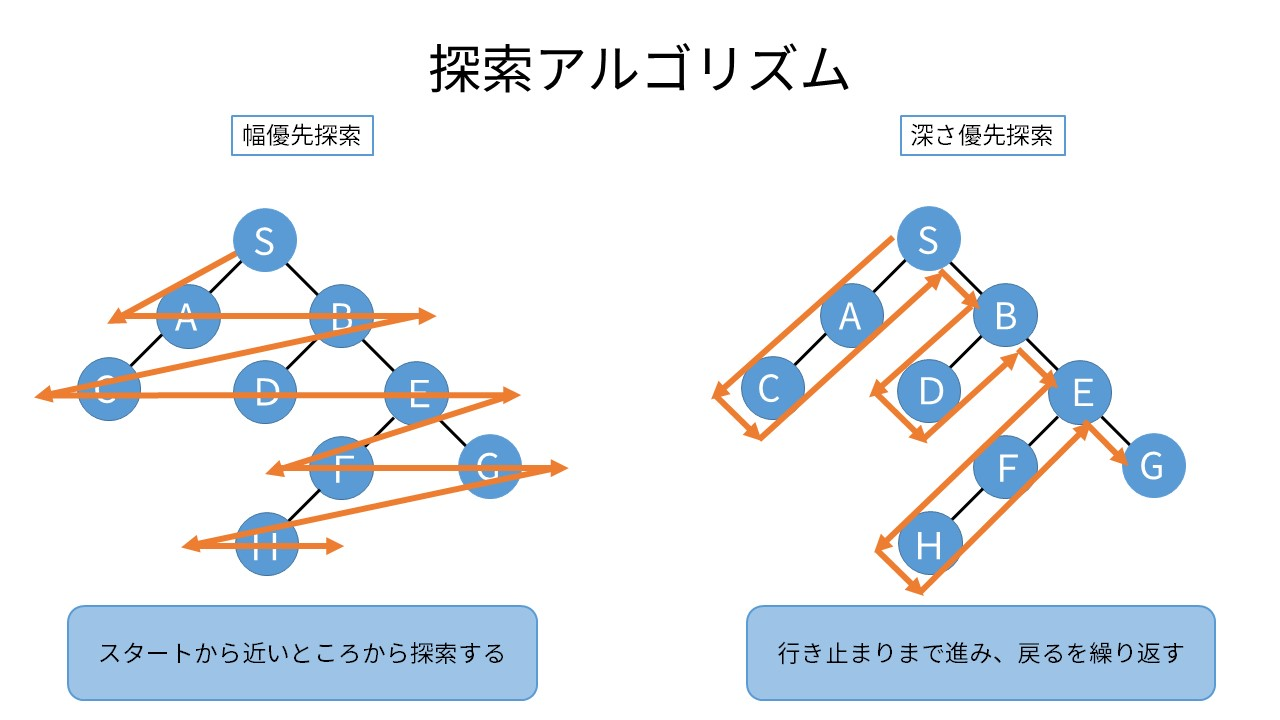 探索アルゴリズム
幅優先探索
深さ優先探索
S
A
B
C
D
E
F
G
H
S
A
B
C
D
E
F
G
H
スタートから近いところから探索する
行き止まりまで進み、戻るを繰り返す